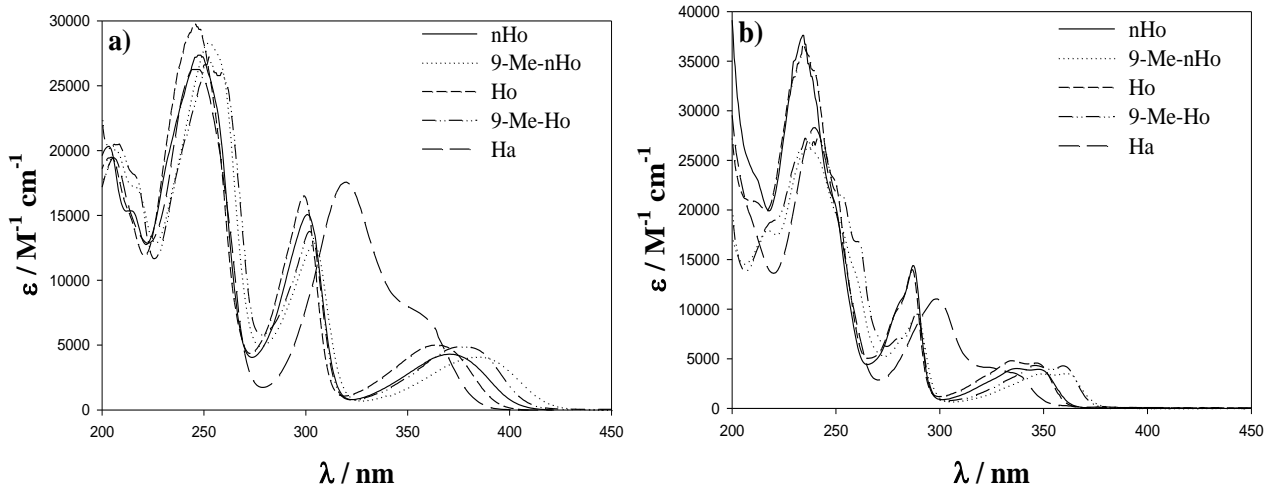 a)
30000
25000
20000
15000
10000
5000
0
ε / M-1 cm-1
200 250 300 350 400 450
λ / nm
nHo
9-Me-nHo
Ho
9-Me-Ho
Ha
b)
40000
35000
30000
25000
20000
15000
10000
5000
0
ε / M-1 cm-1
200 250 300 350 400 450
λ / nm
nHo
9-Me-nHo
Ho
9-Me-Ho
Ha